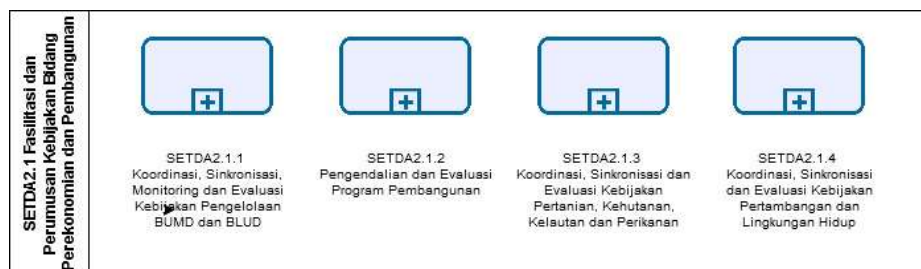 SETDA2.1 Fasilitasi dan
Perumusan Kebijakan Bidang
Perekonomian dan Pembangunan
SETDA2.1.1
Koordinasi, Sinkronisasi,
Monitoring dan Evaluasi
Kebijakan Pengelolaan
BUMD dan BLUD
SETDA2.1.2
Pengendalian dan Evaluasi
Program Pembangunan
SETDA2.1.3
Koordinasi, Sinkronisasi dan
Evaluasi Kebijakan
Pertanian, Kehutanan,
Kelautan dan Perikanan
SETDA2.1.4
Koordinasi, Sinkronisasi
dan Evaluasi Kebijakan
Pertambangan dan
Lingkungan Hidup